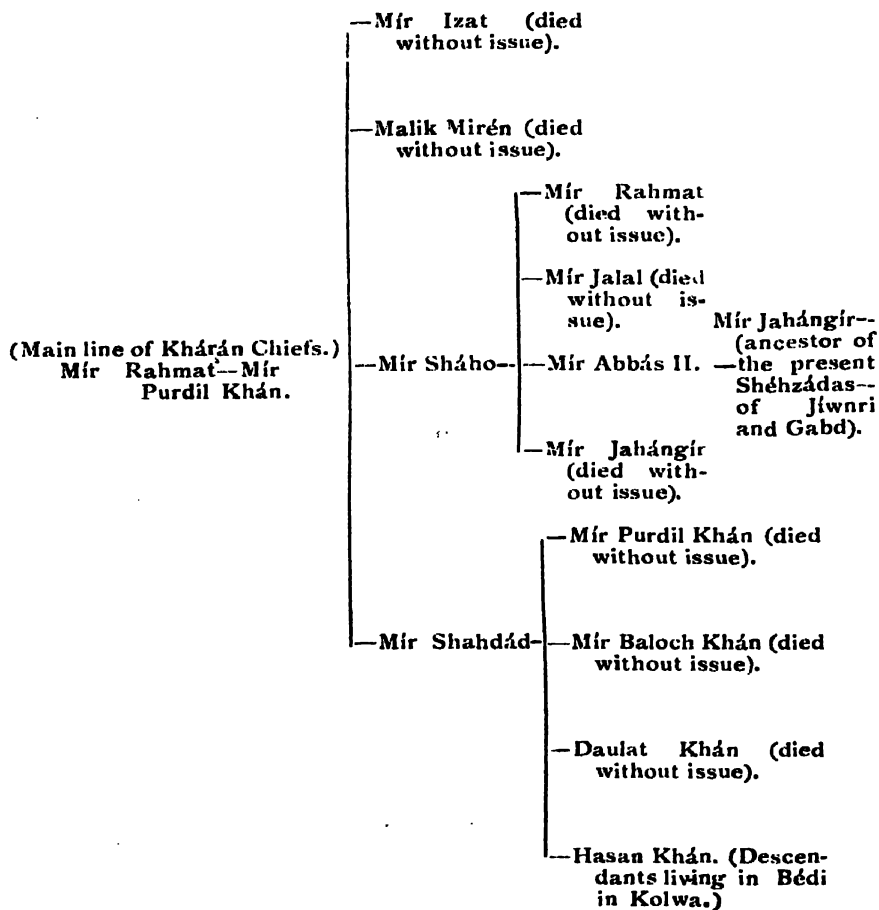 —Mír Izat (died
without issue).
—Malik Mirén (died
without issue).
—Mír Rahmat
(died with-
out issue).
—Mír Jalal (died
without is-
sue).
(Main line of Khárán Chiefs.)
Mír Rahmat—Mír
Purdil Khán.
—Mír Sháho—
—Mír Abbás II.
Mír Jahángír--
(ancestor of
—the present
Shéhzádas--
of Jíwnri
and Gabd).
—Mír Jahángír
(died with-
out issue).
—Mír Shahdád-
—Mír Purdil Khán (died
without issue).
—Mír Baloch Khán (died
without issue).
—Daulat Khán (died
without issue).
—Hasan Khán. (Descen-
dants living in Bédi
in Kolwa.)